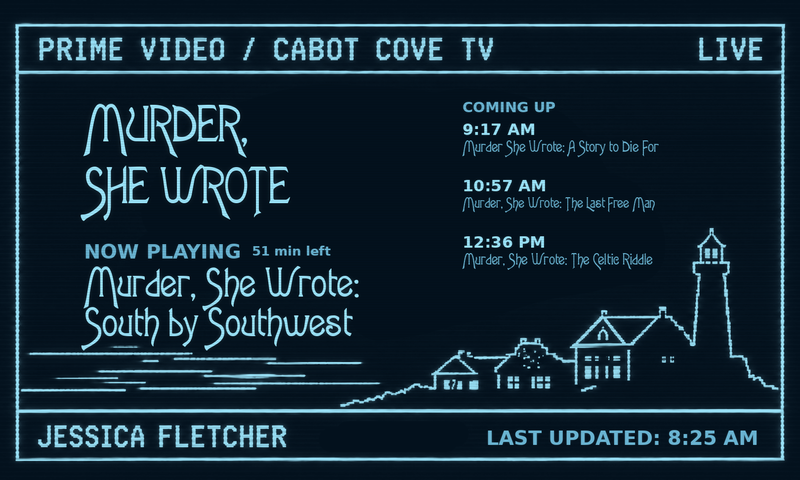 PRIME VIDEO / CABOT COVE TV
LIVE
MURDER,
SHE WROTE
NOW PLAYING 51 min left
Murder, She Wrote:
South by Southwest
COMING UP
9:17 AM
Murder She Wrote: A Story to Die For
10:57 AM
Murder, She Wrote: The Last Free Man
12:36 PM
Murder, She Wrote: The Celtic Riddle
JESSICA FLETCHER
LAST UPDATED: 8:25 AM